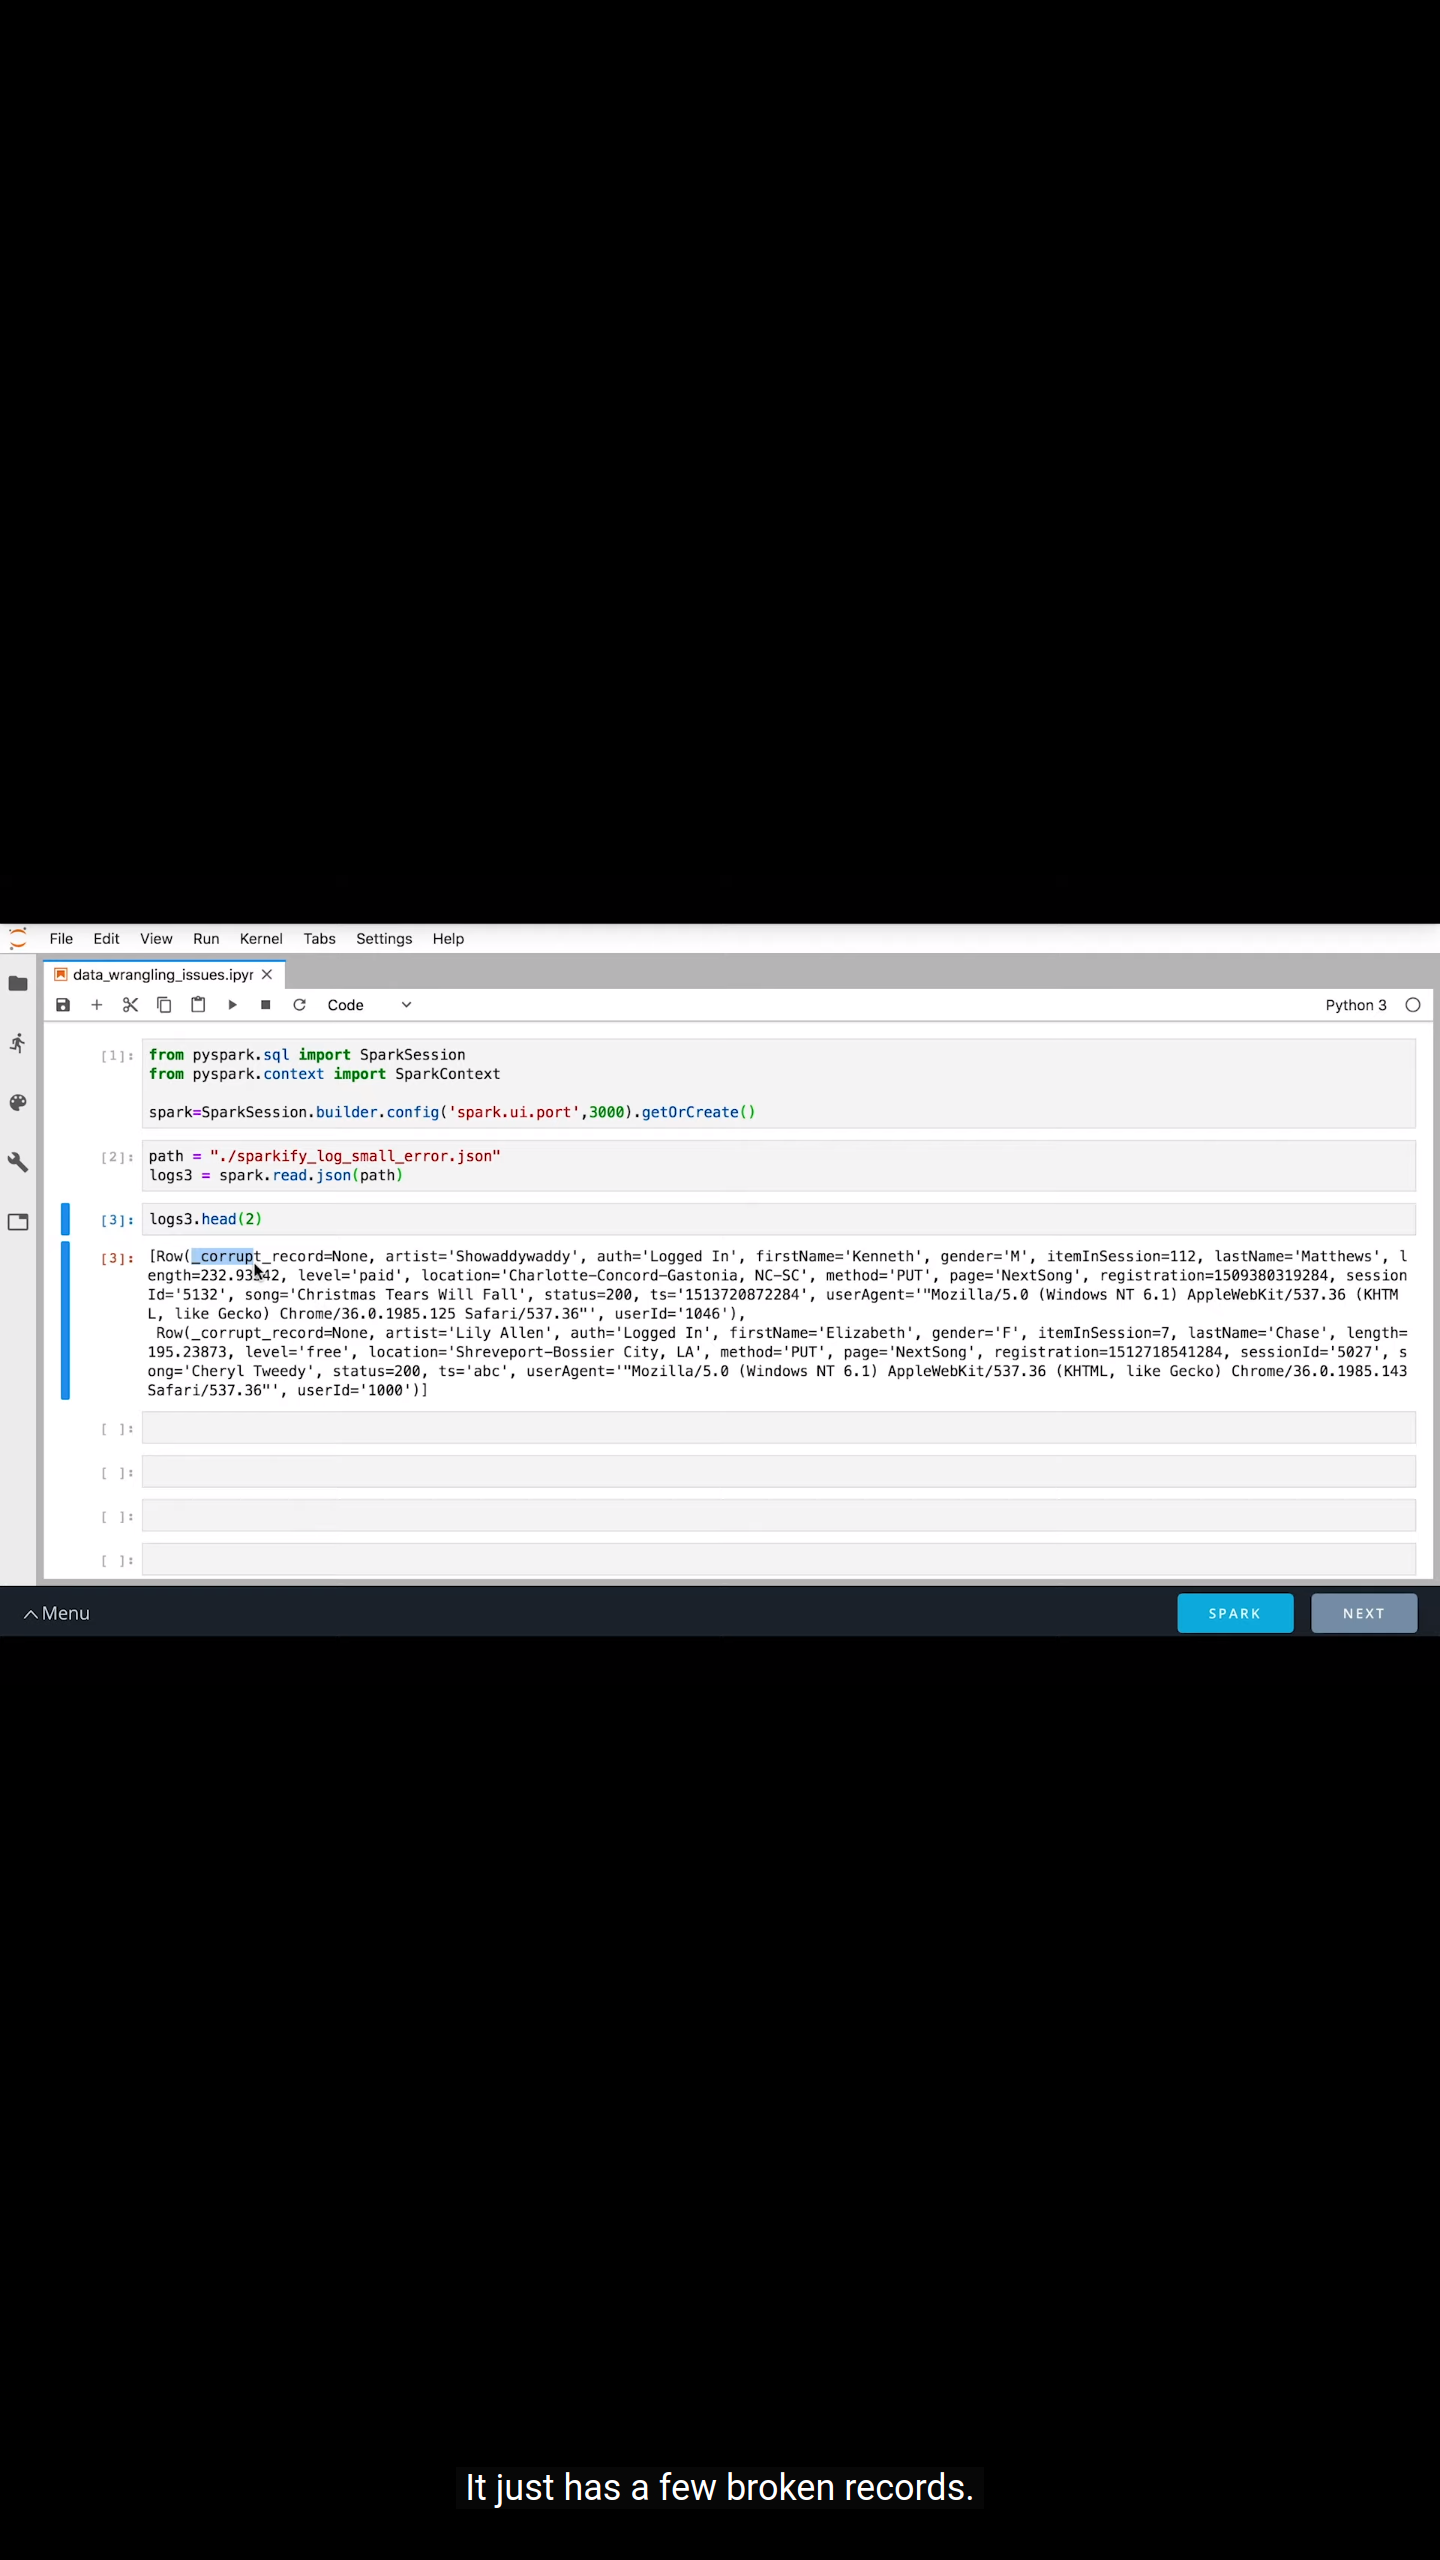 File Edit View Run Kernel Tabs Settings Help
data_wrangling_issues.ipyr
Code Python 3
[1]: from pyspark.sql import SparkSession
from pyspark.context import SparkContext
spark=SparkSession.builder.config('spark.ui.port',3000).getOrCreate()
[2]: path = "./sparkify_log_small_error.json"
logs3 = spark.read.json(path)
[3]: logs3.head(2)
[3]: [Row(_corrupt_record=None, artist='Showaddywaddy', auth='Logged In', firstName='Kenneth', gender='M', itemInSession=112, lastName='Matthews', l
ength=232.93342, level='paid', location='Charlotte-Concord-Gastonia, NC-SC', method='PUT', page='NextSong', registration=1509380319284, session
Id='5132', song='Christmas Tears Will Fall', status=200, ts='1513720872284', userAgent='"Mozilla/5.0 (Windows NT 6.1) AppleWebKit/537.36 (KHTM
L, like Gecko) Chrome/36.0.1985.125 Safari/537.36"', userId='1046'),
Row(_corrupt_record=None, artist='Lily Allen', auth='Logged In', firstName='Elizabeth', gender='F', itemInSession=7, lastName='Chase', length=
195.23873, level='free', location='Shreveport-Bossier City, LA', method='PUT', page='NextSong', registration=1512718541284, sessionId='5027', s
ong='Cheryl Tweedy', status=200, ts='abc', userAgent='"Mozilla/5.0 (Windows NT 6.1) AppleWebKit/537.36 (KHTML, like Gecko) Chrome/36.0.1985.143
Safari/537.36"', userId='1000')]
[ ]:
[ ]:
[ ]:
[ ]:
Menu SPARK NEXT
It just has a few broken records.